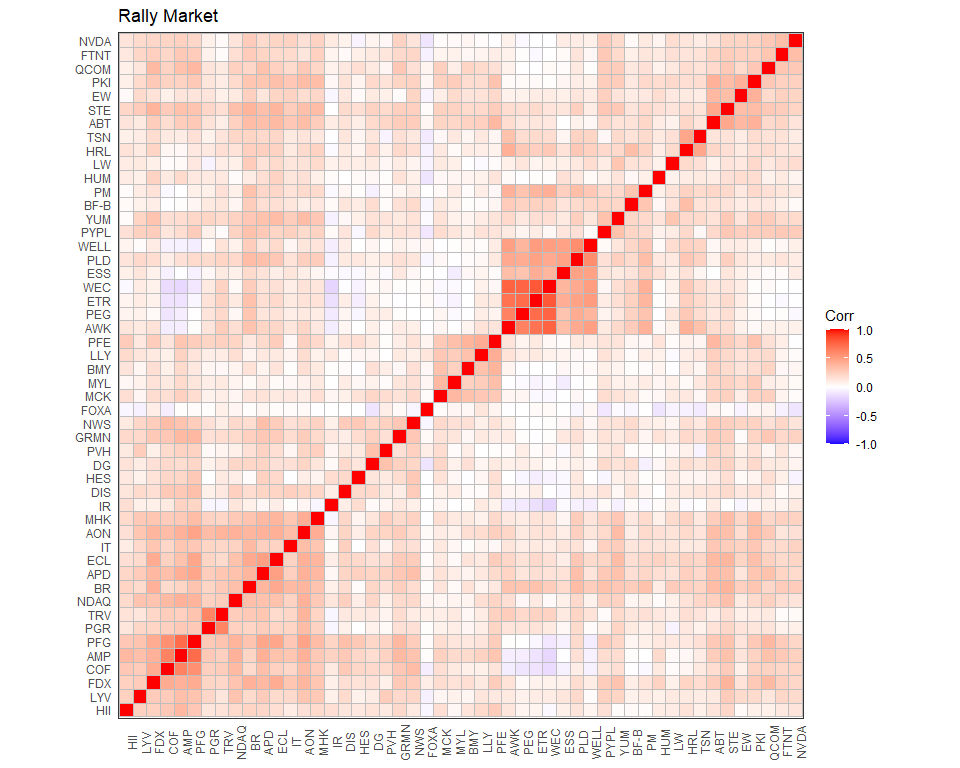 Rally Market
NVDA
FTNT
QCOM
PKI
EW
STE
ABT
TSN
HRL
LW
HUM
PM
BF-B
YUM
PYPL
WELL
PLD
ESS
WEC
ETR
PEG
AWK
PFE
LLY
BMY
MYL
MCK
FOXA
NWS
GRMN
PVH
DG
HES
DIS
IR
MHK
AON
IT
ECL
APD
BR
NDAQ
TRV
PGR
PFG
AMP
COF
FDX
LYV
HII
HII
LYV
FDX
COF
AMP
PFG
PGR
TRV
NDAQ
BR
APD
ECL
IT
AON
MHK
IR
DIS
HES
DG
PVH
GRMN
NWS
FOXA
MCK
MYL
BMY
LLY
PFE
AWK
PEG
ETR
WEC
ESS
PLD
WELL
PYPL
YUM
BF-B
PM
HUM
LW
HRL
TSN
ABT
STE
EW
PKI
QCOM
FTNT
NVDA
Corr
1.0
0.5
0.0
-0.5
-1.0